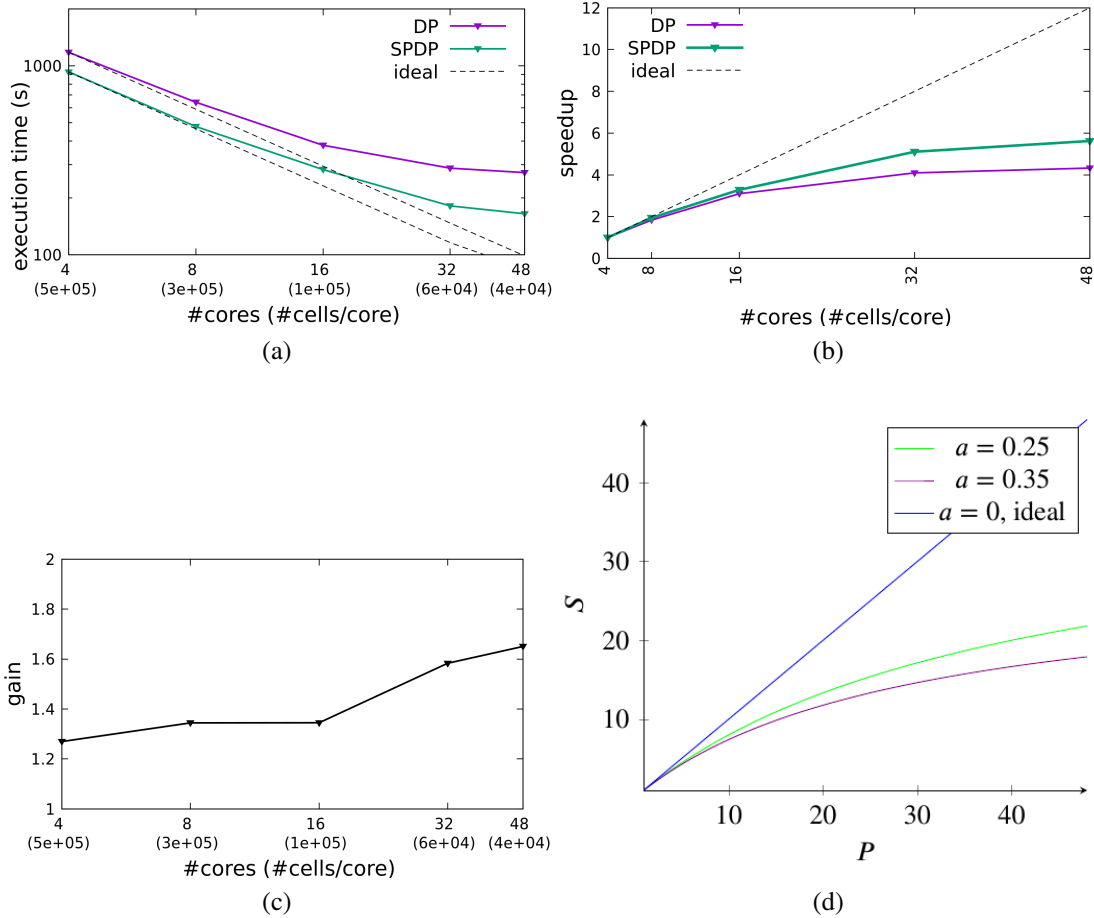 DP
SPDP
ideal
1000
100
execution time (s)
4 8 16 32 48
(5e+05) (3e+05) (1e+05) (6e+04) (4e+04)
#cores (#cells/core)
(a)
DP
SPDP
ideal
12
10
8
6
4
2
0
speedup
4 8 16 32 48
#cores (#cells/core)
(b)
2
1.8
1.6
1.4
1.2
1
gain
4 8 16 32 48
(5e+05) (3e+05) (1e+05) (6e+04) (4e+04)
#cores (#cells/core)
(c)
a = 0.25
a = 0.35
a = 0, ideal
40
30
20
10
S
10 20 30 40
P
(d)